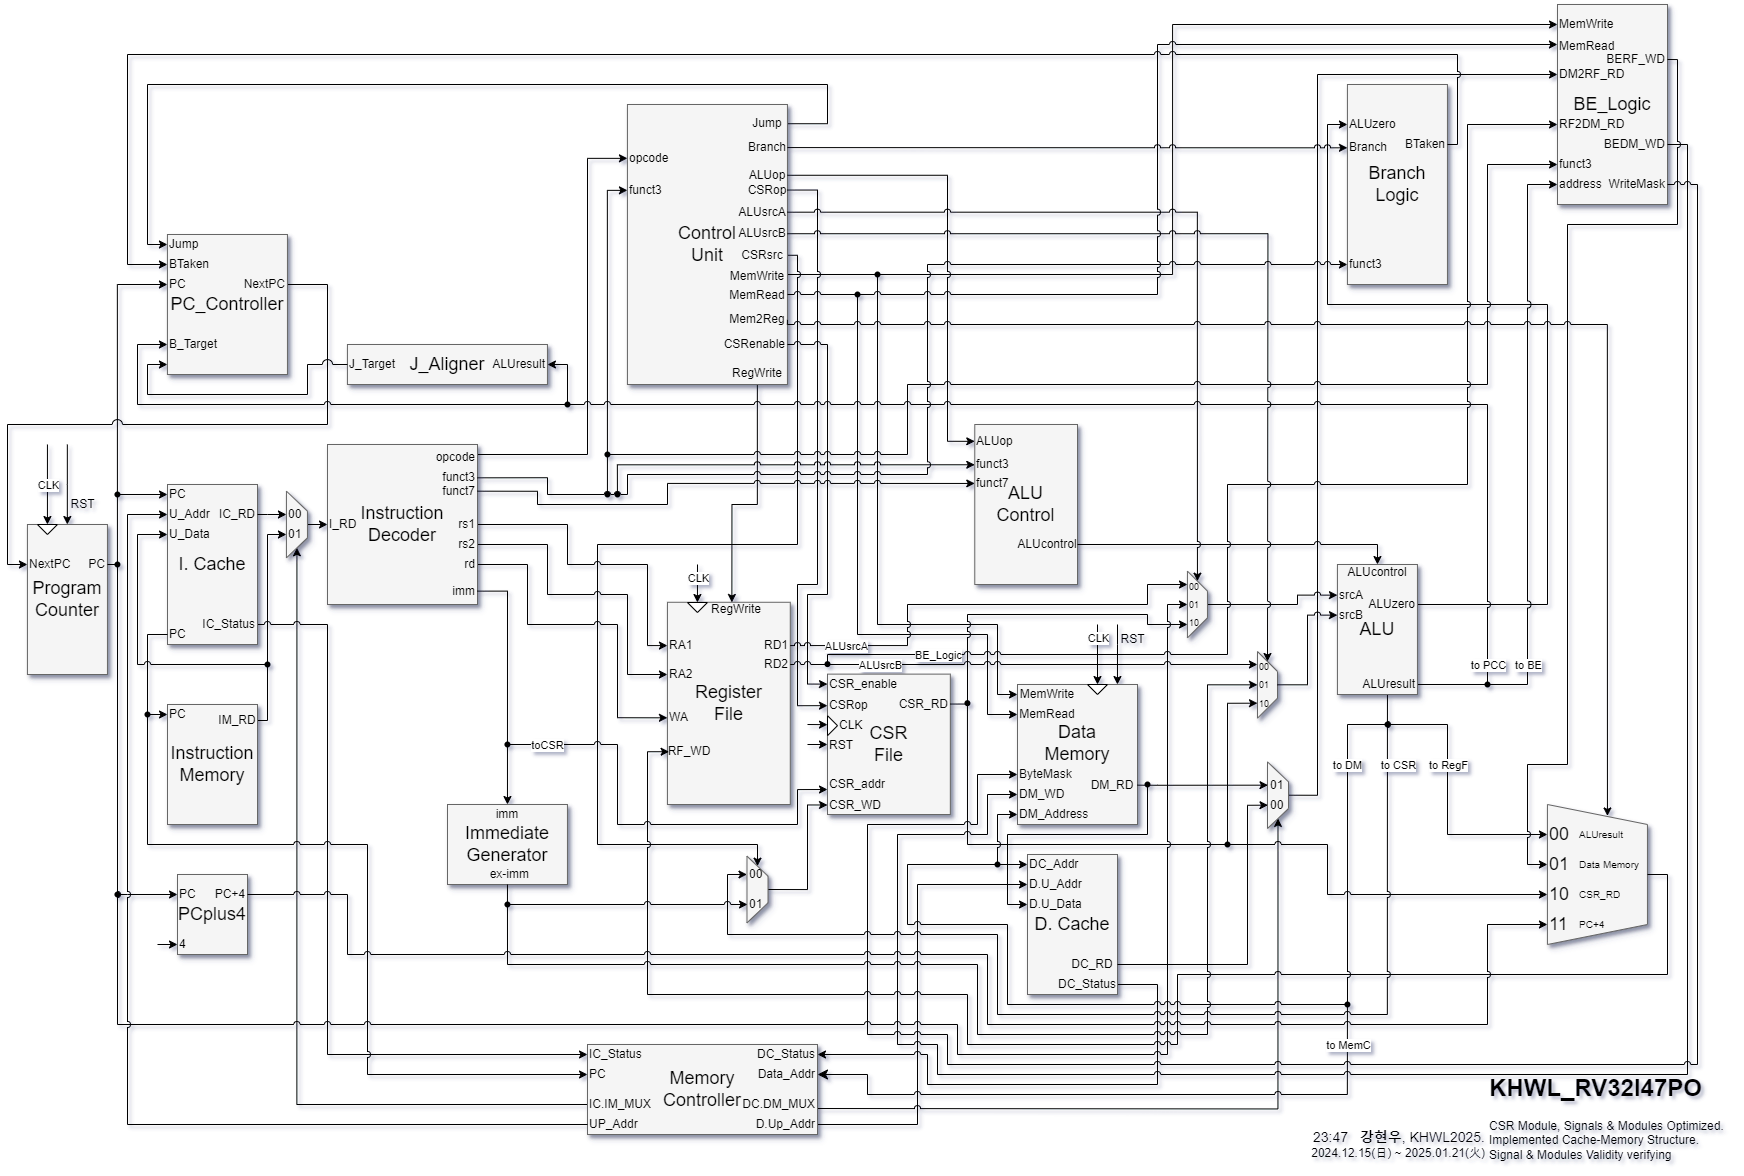 MemWrite
MemRead
BERF_WD
DM2RF_RD
BE_Logic
RF2DM_RD
BEDM_WD
funct3
address
WriteMask
ALUzero
Branch
BTaken
Branch
Logic
funct3
opcode
funct3
Control
Unit
Jump
Branch
ALUop
CSRop
ALUsrcA
ALUsrcB
CSRsrc
MemWrite
MemRead
Mem2Reg
CSRenable
RegWrite
Jump
BTaken
PC
NextPC
PC_Controller
B_Target
J_Target
J_Aligner
ALUresult
CLK
RST
NextPC
PC
Program
Counter
PC
U_Addr
IC_RD
U_Data
I. Cache
IC_Status
PC
00
01
PC
IM_RD
Instruction
Memory
I_RD
Instruction
Decoder
opcode
funct3
funct7
rs1
rs2
rd
imm
ALUop
funct3
funct7
ALU
Control
ALUcontrol
CLK
RegWrite
RA1
RA2
WA
RF_WD
RD1
RD2
Register
File
ALUsrcA
ALUsrcB
BE_Logic
toCSR
CSR_enable
CSRop
CLK
RST
CSR_RD
CSR
File
CSR_addr
CSR_WD
00
01
10
00
01
10
ALUcontrol
srcA
ALUzero
srcB
ALU
ALUresult
to PCC
to BE
to DM
to CSR
to RegF
CLK
RST
MemWrite
MemRead
Data
Memory
ByteMask
DM_RD
DM_WD
DM_Address
01
00
imm
Immediate
Generator
ex-imm
00
01
DC_Addr
D.U_Addr
D.U_Data
D. Cache
DC_RD
DC_Status
00 ALUresult
01 Data Memory
10 CSR_RD
11 PC+4
PC
PC+4
PCplus4
4
IC_Status
PC
IC.IM_MUX
UP_Addr
Memory
Controller
DC_Status
Data_Addr
DC.DM_MUX
D.Up_Addr
to MemC
KHWL_RV32I47PO
CSR Module, Signals & Modules Optimized.
23:47 강현우, KHWL2025. Implemented Cache-Memory Structure.
2024.12.15(日) ~ 2025.01.21(火) Signal & Modules Validity verifying